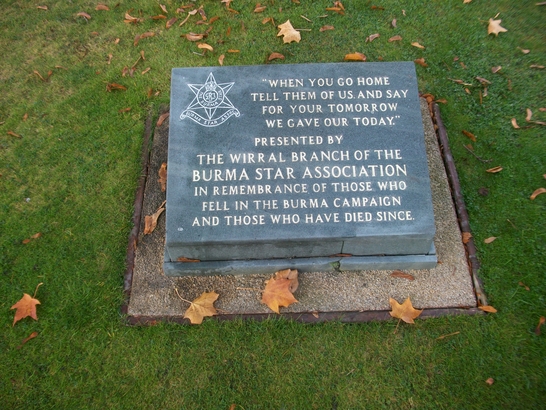 BURMA STAR
"WHEN YOU GO HOME
TELL THEM OF US. AND SAY
FOR YOUR TOMORROW
WE GAVE OUR TODAY."
PRESENTED BY
THE WIRRAL BRANCH OF THE
BURMA STAR ASSOCIATION
IN REMEMBRANCE OF THOSE WHO
FELL IN THE BURMA CAMPAIGN
AND THOSE WHO HAVE DIED SINCE.